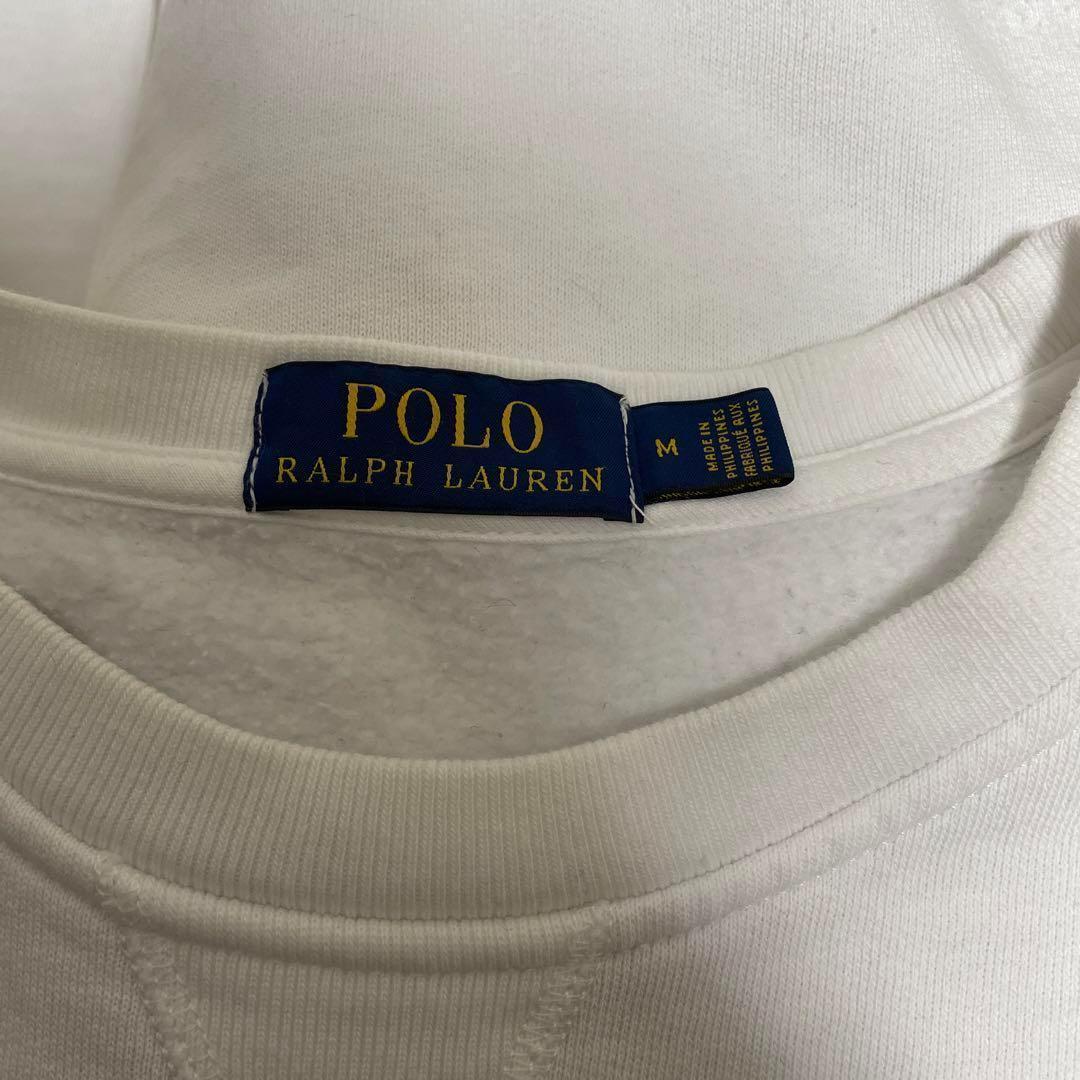 POLO
RALPH LAUREN
M
MADE IN
PHILIPPINES
FABRIQUÉ AUX
PHILIPPINES